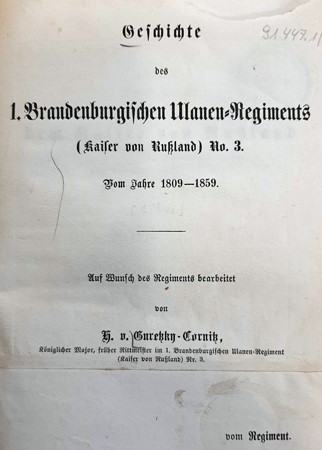 Geschichte
91.447.1
des
1. Brandenburgischen Ulanen-Regiments
(Kaiser von Rußland) No. 3.
Vom Jahre 1809—1859.
Auf Wunsch des Regiments bearbeitet
von
H. v. Guretzky-Cornitz,
Königlicher Major, früher Rittmeister im 1. Brandenburgischen Ulanen-Regiment
(Kaiser von Rußland) Nr. 3.
vom Regiment.